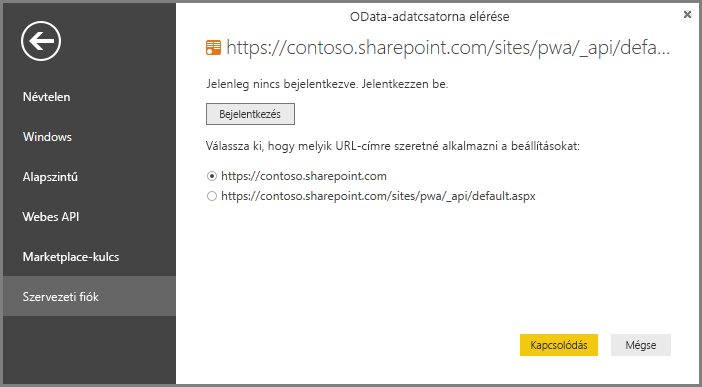 OData-adatcsatorna elérése
https://contoso.sharepoint.com/sites/pwa/_api/defa...
Jelenleg nincs bejelentkezve. Jelentkezzen be.
Bejelentkezés
Válassza ki, hogy melyik URL-címre szeretné alkalmazni a beállításokat:
https://contoso.sharepoint.com
https://contoso.sharepoint.com/sites/pwa/_api/default.aspx
Névtelen
Windows
Alapszintű
Webes API
Marketplace-kulcs
Szervezeti fiók
Kapcsolódás
Mégse